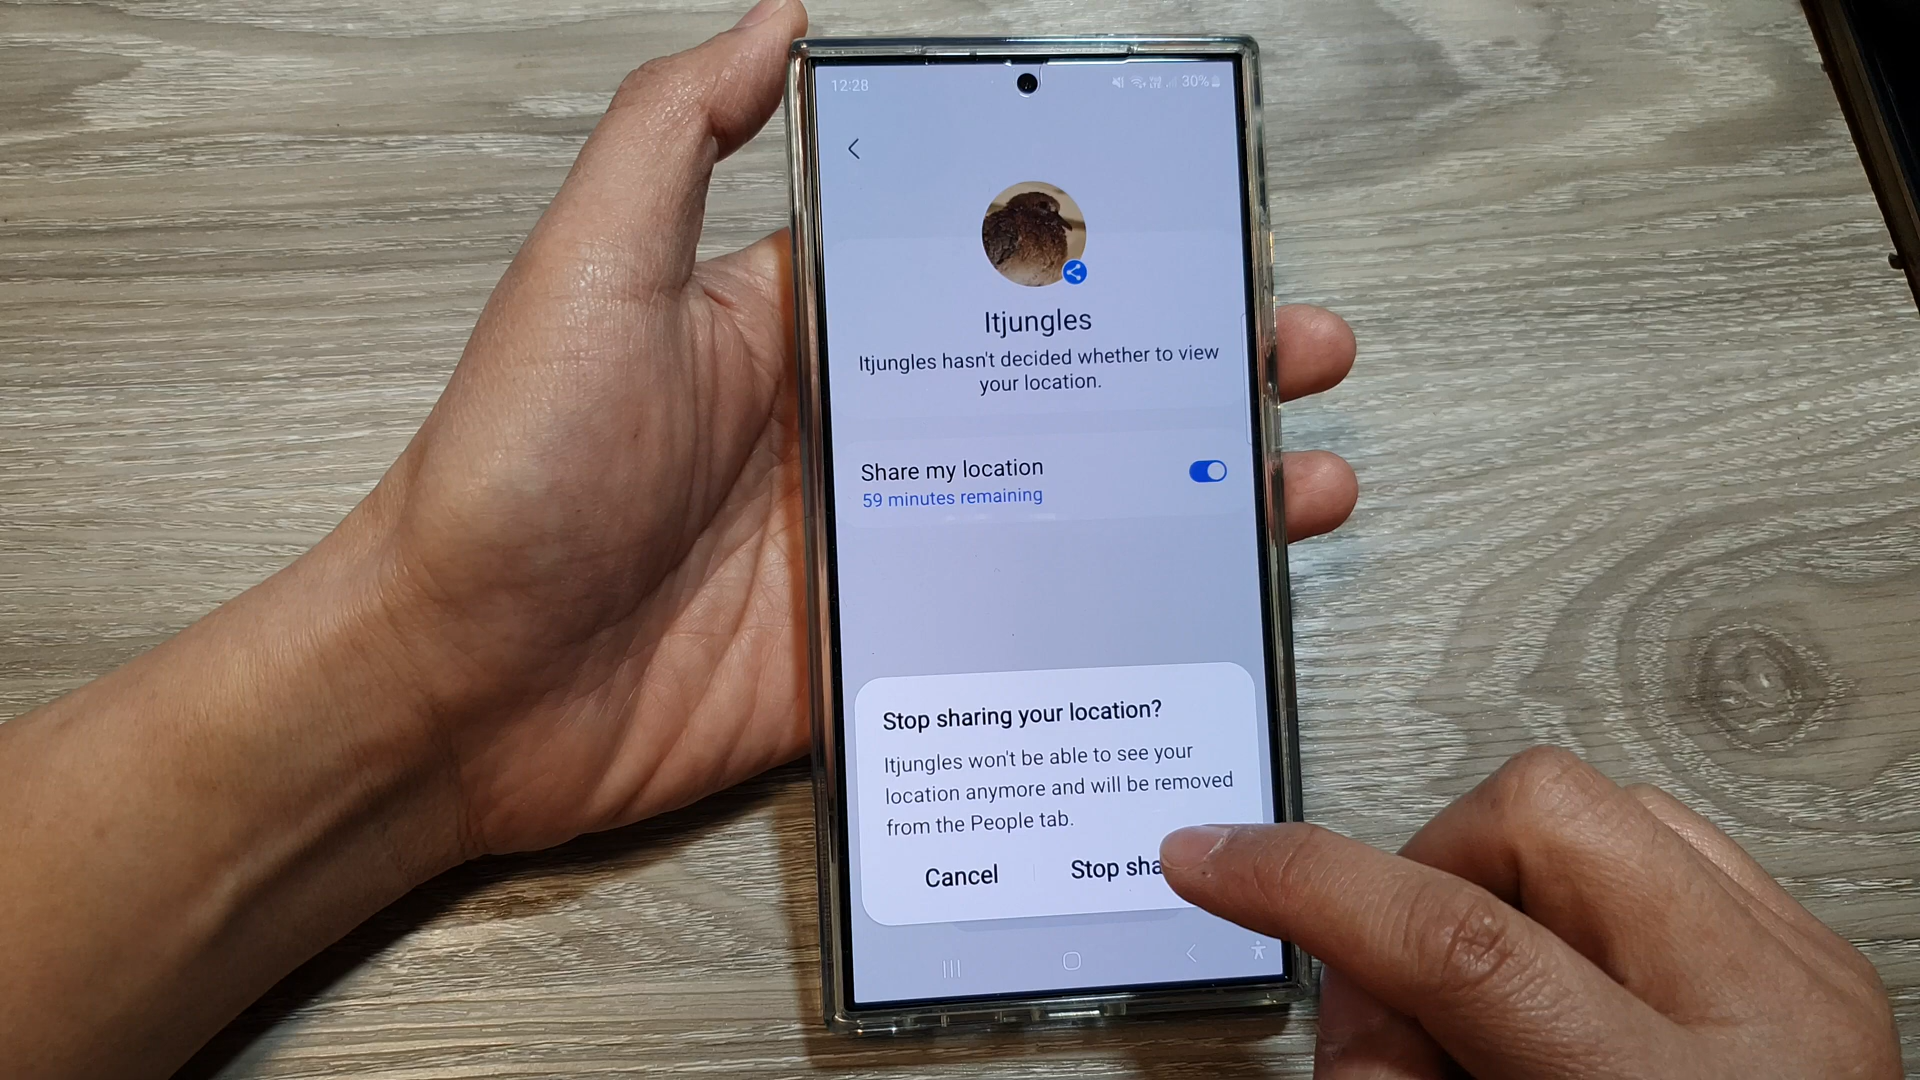 12:28
30%
Itjungles
Itjungles hasn't decided whether to view
your location.
Share my location
59 minutes remaining
Stop sharing your location?
Itjungles won't be able to see your
location anymore and will be removed
from the People tab.
Cancel
Stop sha